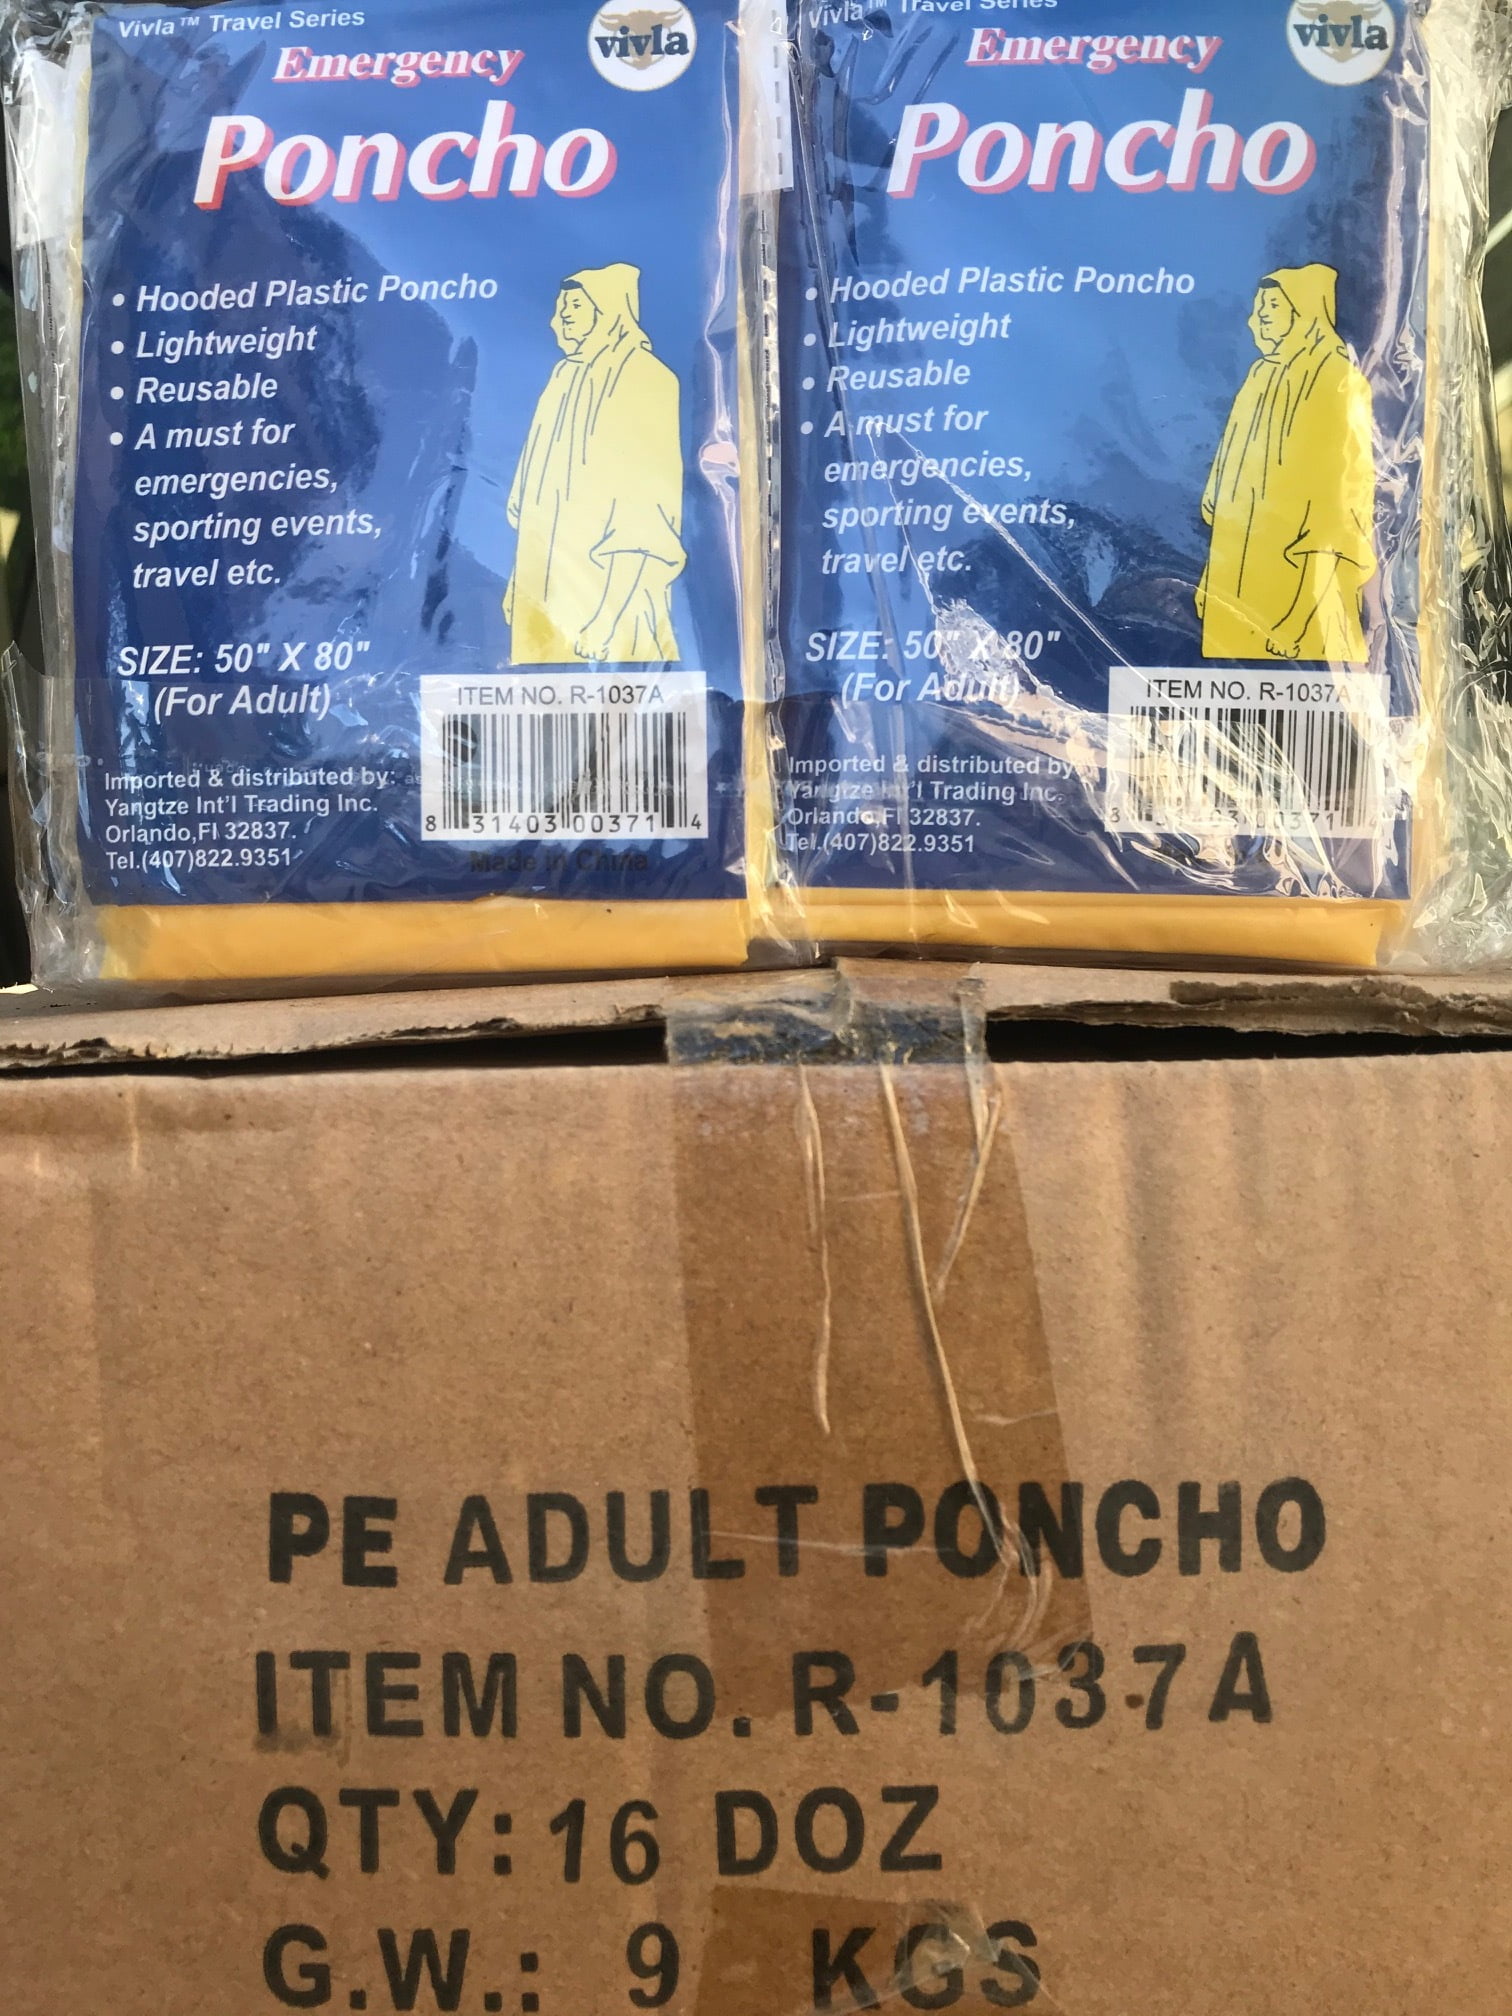 Vivla™ Travel Series
vivla
Emergency
Poncho
• Hooded Plastic Poncho
• Lightweight
• Reusable
• A must for
emergencies,
sporting events,
travel etc.
SIZE: 50" X 80"
(For Adult)
ITEM NO. R-1037A
8 31403 00371 4
Imported & distributed by:
Yangtze Int'l Trading Inc.
Orlando,Fl 32837.
Tel.(407)822.9351
Made in China
Vivla™ Travel Series
vivla
Emergency
Poncho
• Hooded Plastic Poncho
• Lightweight
• Reusable
• A must for
emergencies,
sporting events,
travel etc.
SIZE: 50" X 80"
(For Adult)
ITEM NO. R-1037A
8 31403 00371 4
Imported & distributed by
Yangtze Int'l Trading Inc.
Orlando,Fl 32837.
Tel.(407)822.9351
PE ADULT PONCHO
ITEM NO. R-1037A
QTY: 16 DOZ
G.W.: 9 KGS